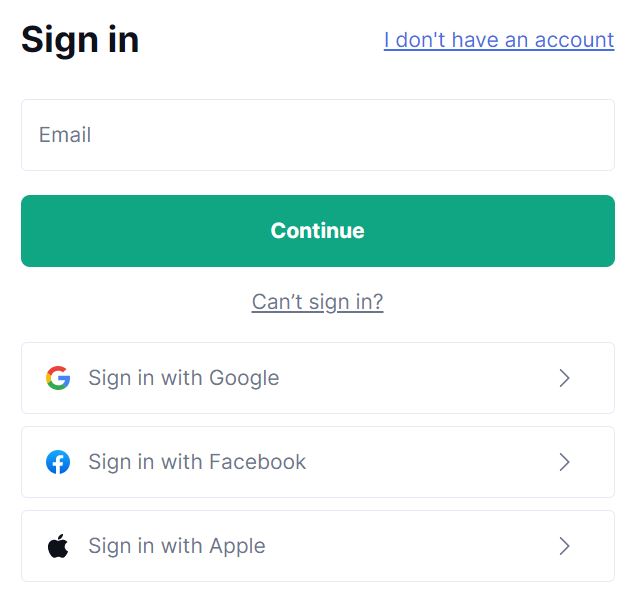 Sign in
I don't have an account
Email
Continue
Can’t sign in?
Sign in with Google
Sign in with Facebook
Sign in with Apple